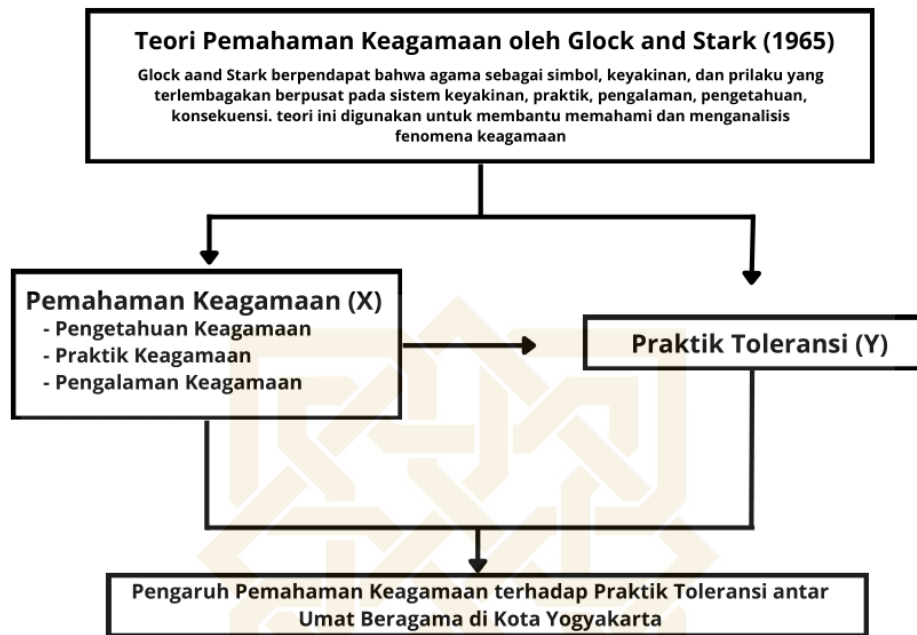 Teori Pemahaman Keagamaan oleh Glock and Stark (1965)
Glock aand Stark berpendapat bahwa agama sebagai simbol, keyakinan, dan prilaku yang
terlembagakan berpusat pada sistem keyakinan, praktik, pengalaman, pengetahuan,
konsekuensi. teori ini digunakan untuk membantu memahami dan menganalisis
fenomena keagamaan
Pemahaman Keagamaan (X)
- Pengetahuan Keagamaan
- Praktik Keagamaan
- Pengalaman Keagamaan
Praktik Toleransi (Y)
Pengaruh Pemahaman Keagamaan terhadap Praktik Toleransi antar
Umat Beragama di Kota Yogyakarta